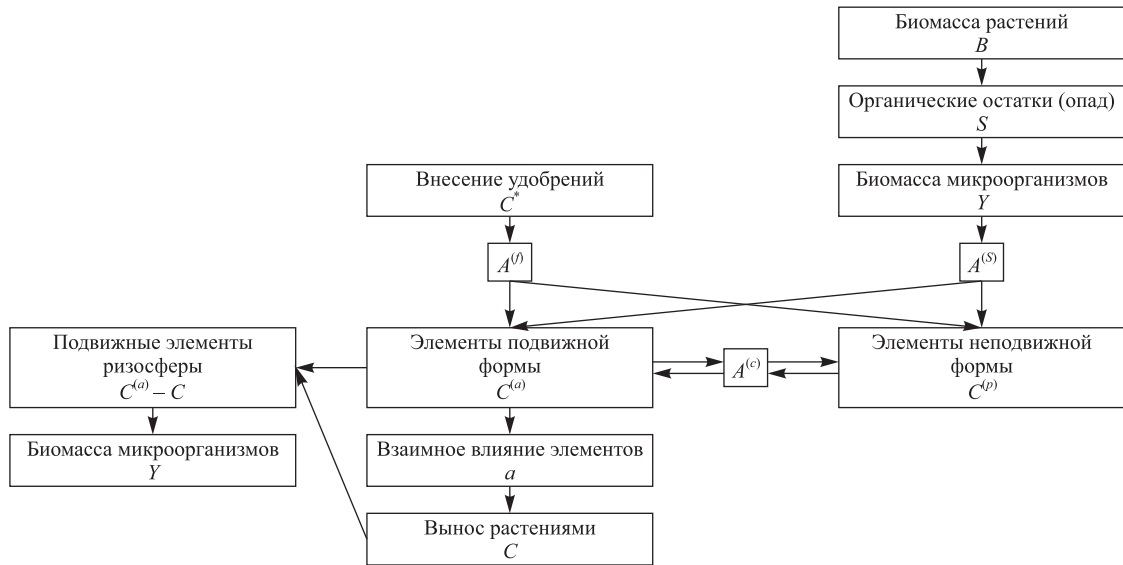 Биомасса растений
B
Органические остатки (опад)
S
Внесение удобрений
C*
Биомасса микроорганизмов
Y
A^(f)
A^(S)
Подвижные элементы
ризосферы
C^(a) – C
Элементы подвижной
формы
C^(a)
A^(c)
Элементы неподвижной
формы
C^(p)
Биомасса микроорганизмов
Y
Взаимное влияние элементов
a
Вынос растениями
C